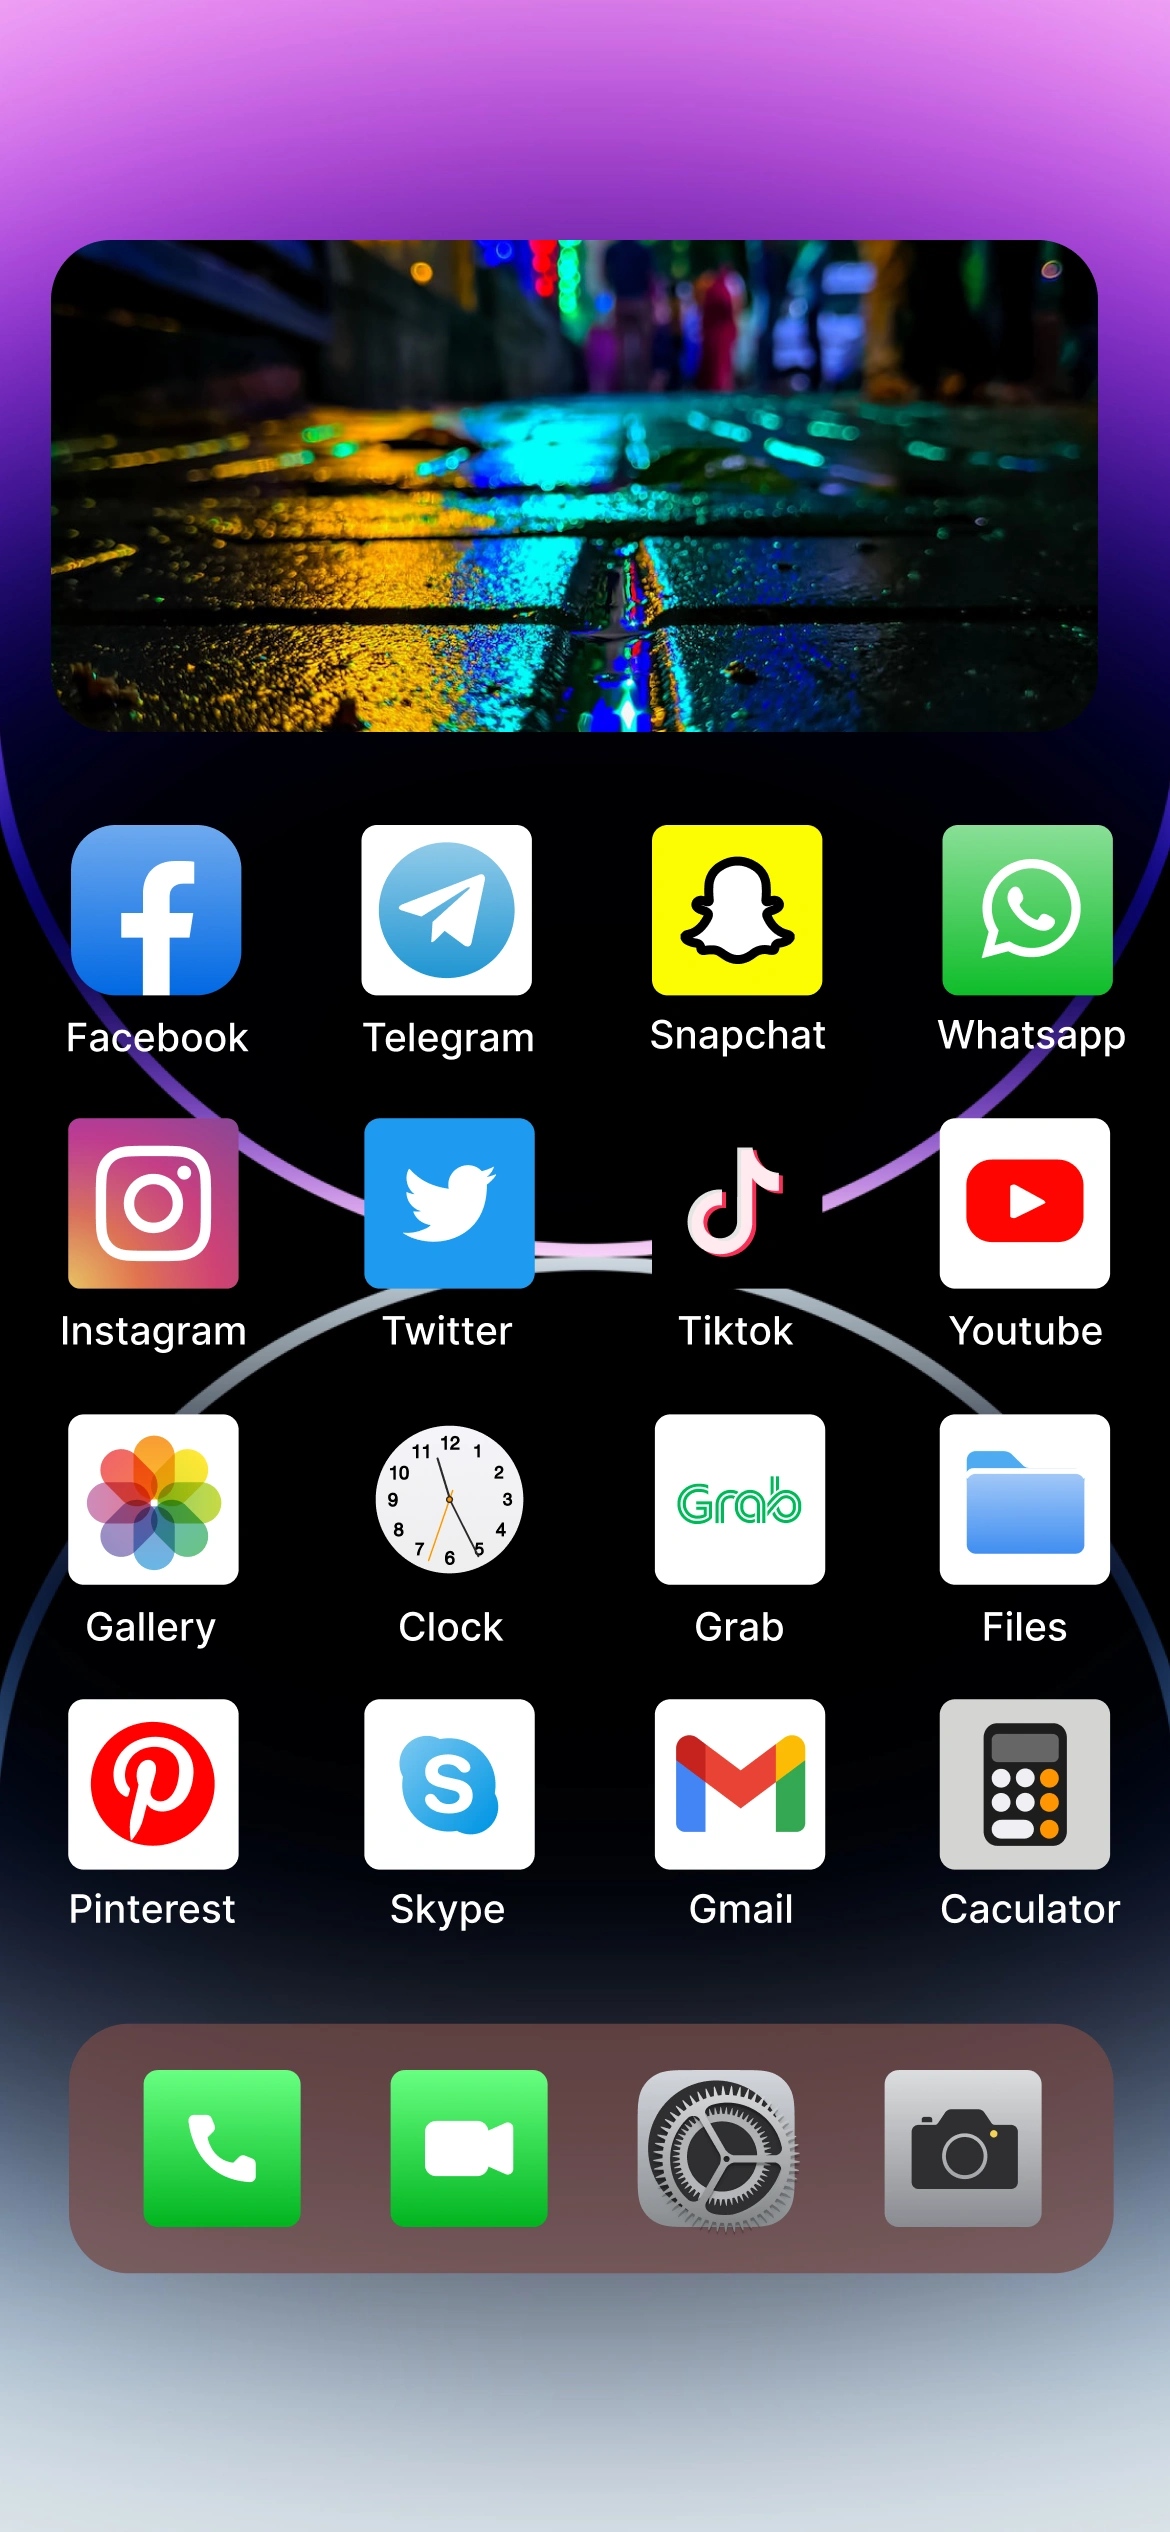 Facebook Telegram Snapchat Whatsapp
Instagram Twitter Tiktok Youtube
11 12 1
10 2
9 3
8 4
7 6 5
Grab
Gallery Clock Grab Files
Pinterest Skype Gmail Caculator